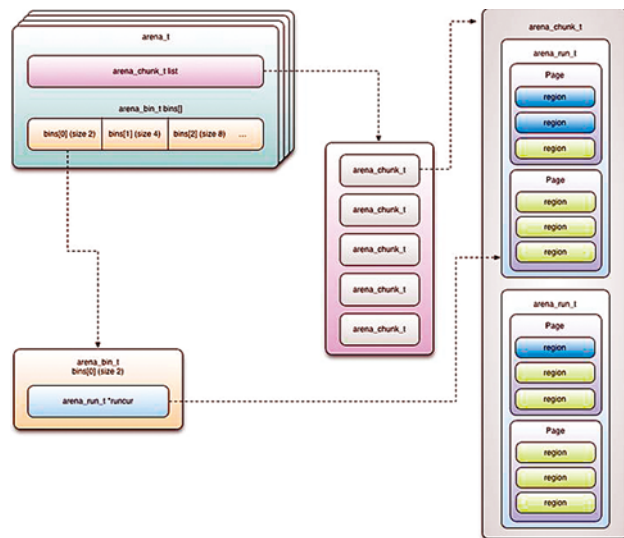 arena_t
arena_chunk_t list
arena_bin_t bins[]
bins[0] (size 2)
bins[1] (size 4)
bins[2] (size 8)
...
arena_chunk_t
arena_chunk_t
arena_chunk_t
arena_chunk_t
arena_chunk_t
arena_bin_t
bins[0] (size 2)
arena_run_t *runcur
arena_chunk_t
arena_run_t
Page
region
region
region
Page
region
region
region
arena_run_t
Page
region
region
region
Page
region
region
region